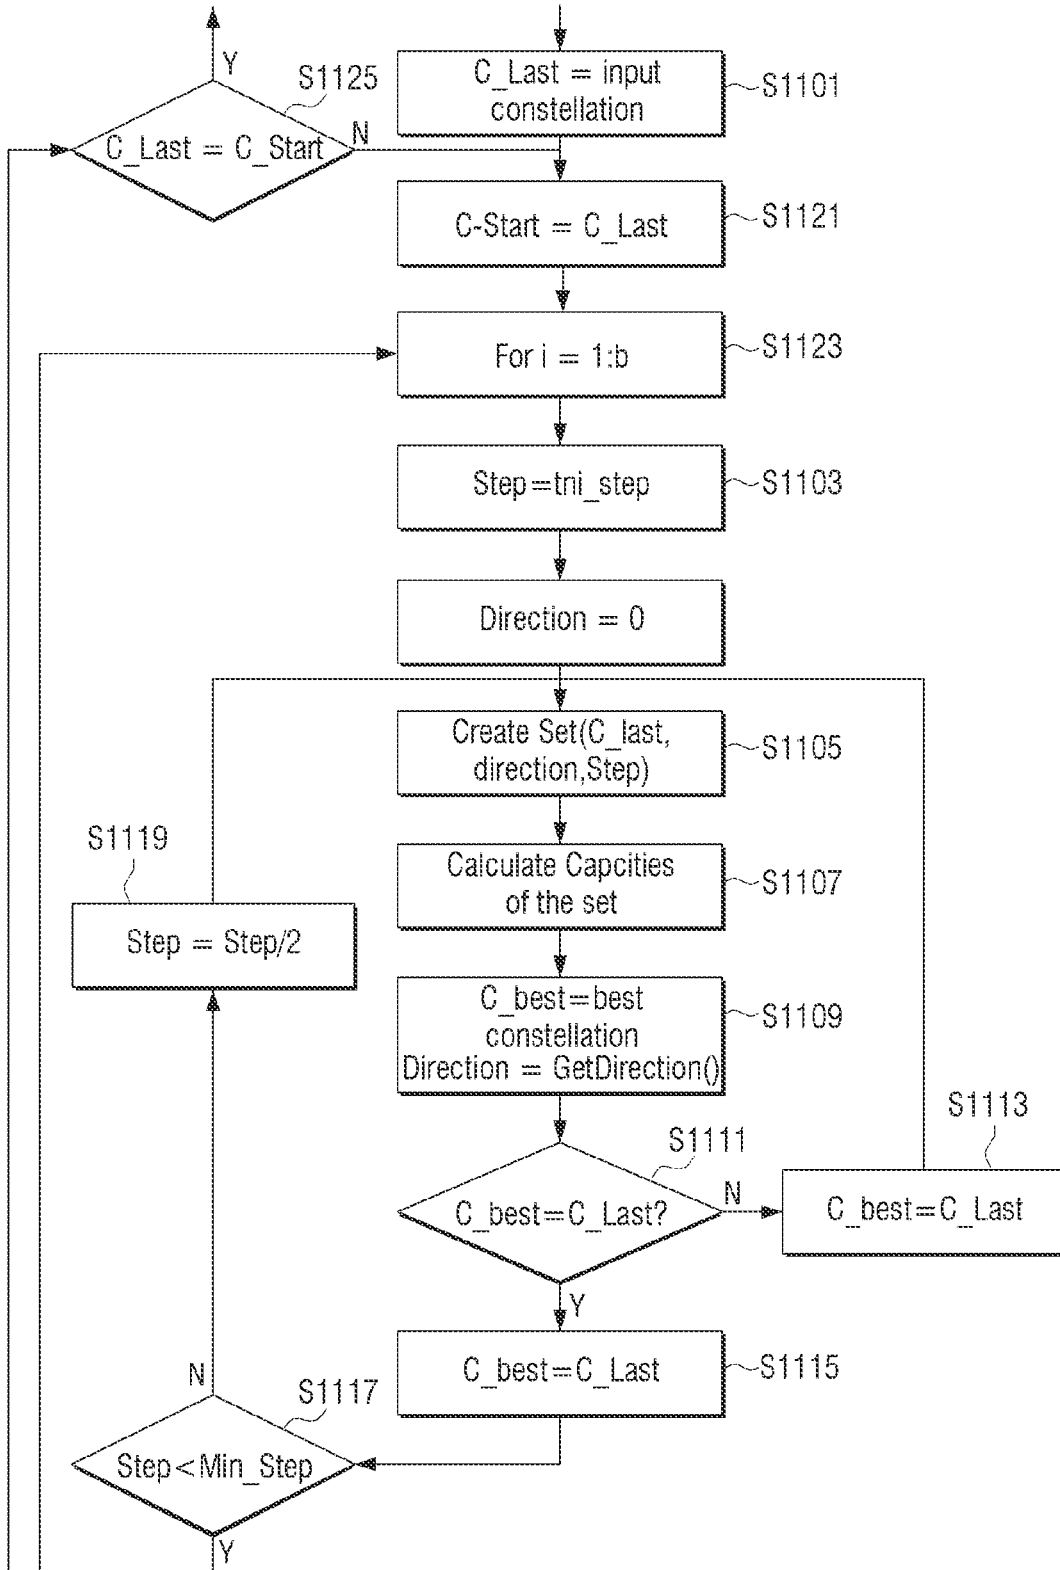 Y
S1125
C_Last = C_Start
N
C_Last = input
constellation
S1101
C-Start = C_Last
S1121
For i = 1:b
S1123
Step=tni_step
S1103
Direction = 0
Create Set(C_last,
direction,Step)
S1105
Calculate Capcities
of the set
S1107
S1119
Step = Step/2
C_best=best
constellation
Direction = GetDirection()
S1109
S1111
C_best=C_Last?
N
S1113
C_best=C_Last
Y
C_best=C_Last
S1115
N
S1117
Step<Min_Step
Y